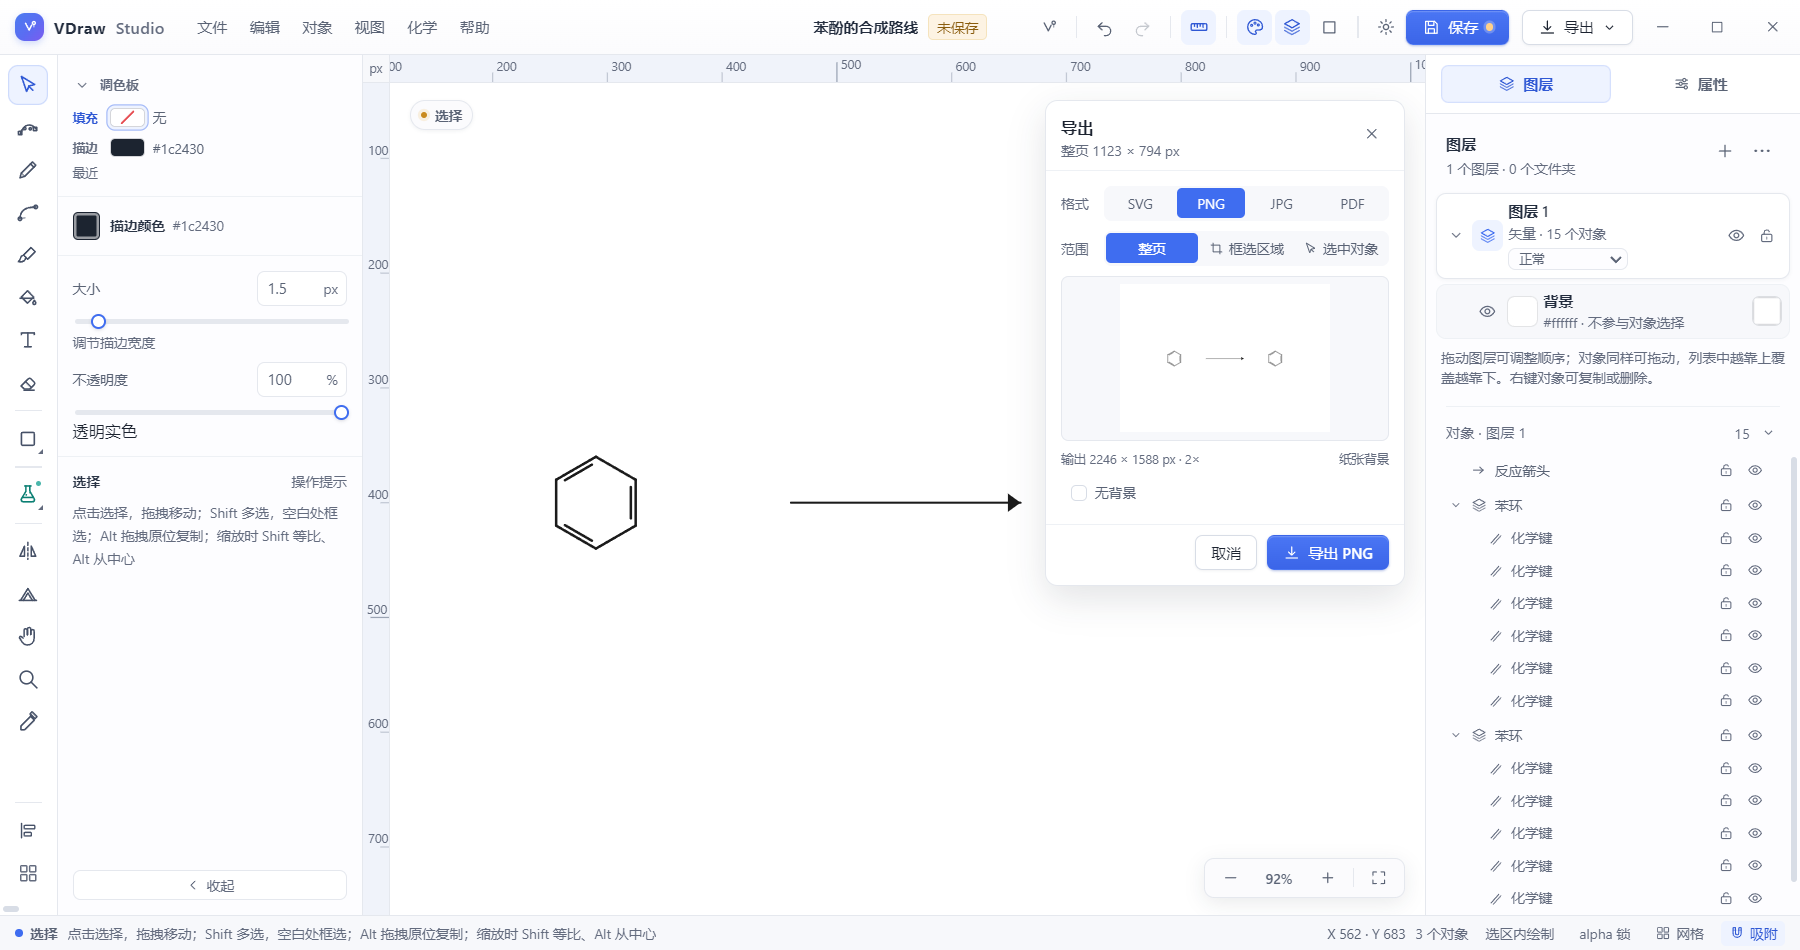 VDraw Studio 文件 编辑 对象 视图 化学 帮助 苯酚的合成路线 未保存 保存 导出
调色板
填充 无
描边 #1c2430
最近
描边颜色 #1c2430
大小 1.5 px
调节描边宽度
不透明度 100 %
透明实色
选择 操作提示
点击选择，拖拽移动；Shift 多选，空白处框
选；Alt 拖拽原位复制；缩放时 Shift 等比、
Alt 从中心
收起
px 00 200 300 400 500 600 700 800 900 10
100
200
300
400
500
600
700
选择
导出
整页 1123 × 794 px
格式 SVG PNG JPG PDF
范围 整页 框选区域 选中对象
输出 2246 × 1588 px · 2× 纸张背景
无背景
取消 导出 PNG
92%
图层 属性
图层
1 个图层 · 0 个文件夹
图层 1
矢量 · 15 个对象
正常
背景
#ffffff · 不参与对象选择
拖动图层可调整顺序；对象同样可拖动，列表中越靠上覆
盖越靠下。右键对象可复制或删除。
对象 · 图层 1 15
反应箭头
苯环
化学键
化学键
化学键
化学键
化学键
化学键
苯环
化学键
化学键
化学键
化学键
化学键
选择 点击选择，拖拽移动；Shift 多选，空白处框选；Alt 拖拽原位复制；缩放时 Shift 等比、Alt 从中心 X 562 · Y 683 3 个对象 选区内绘制 alpha 锁 网格 吸附